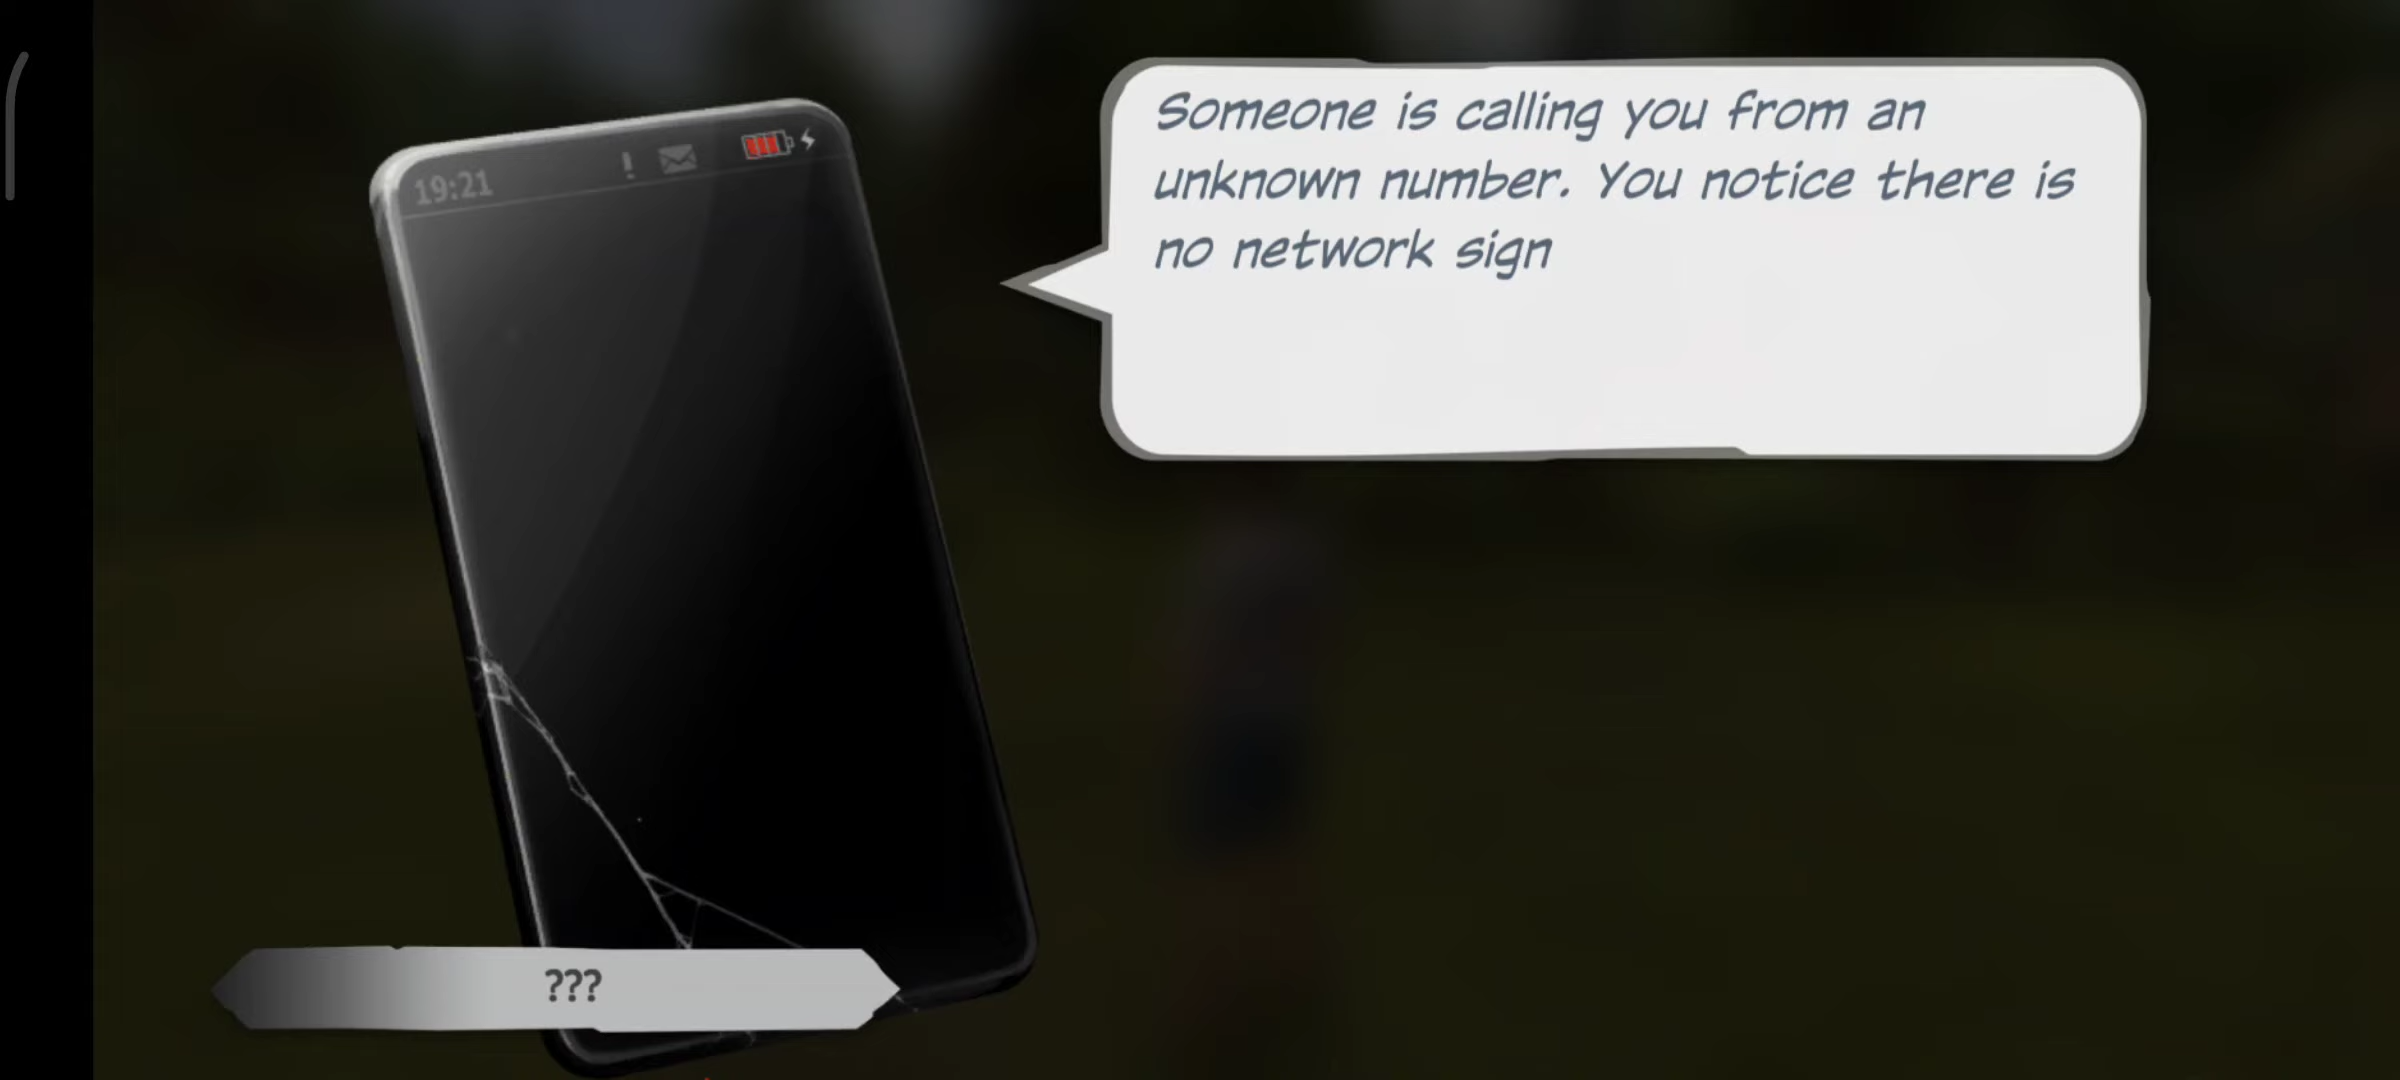 Someone is calling you from an
unknown number. You notice there is
no network sign
19:21
???